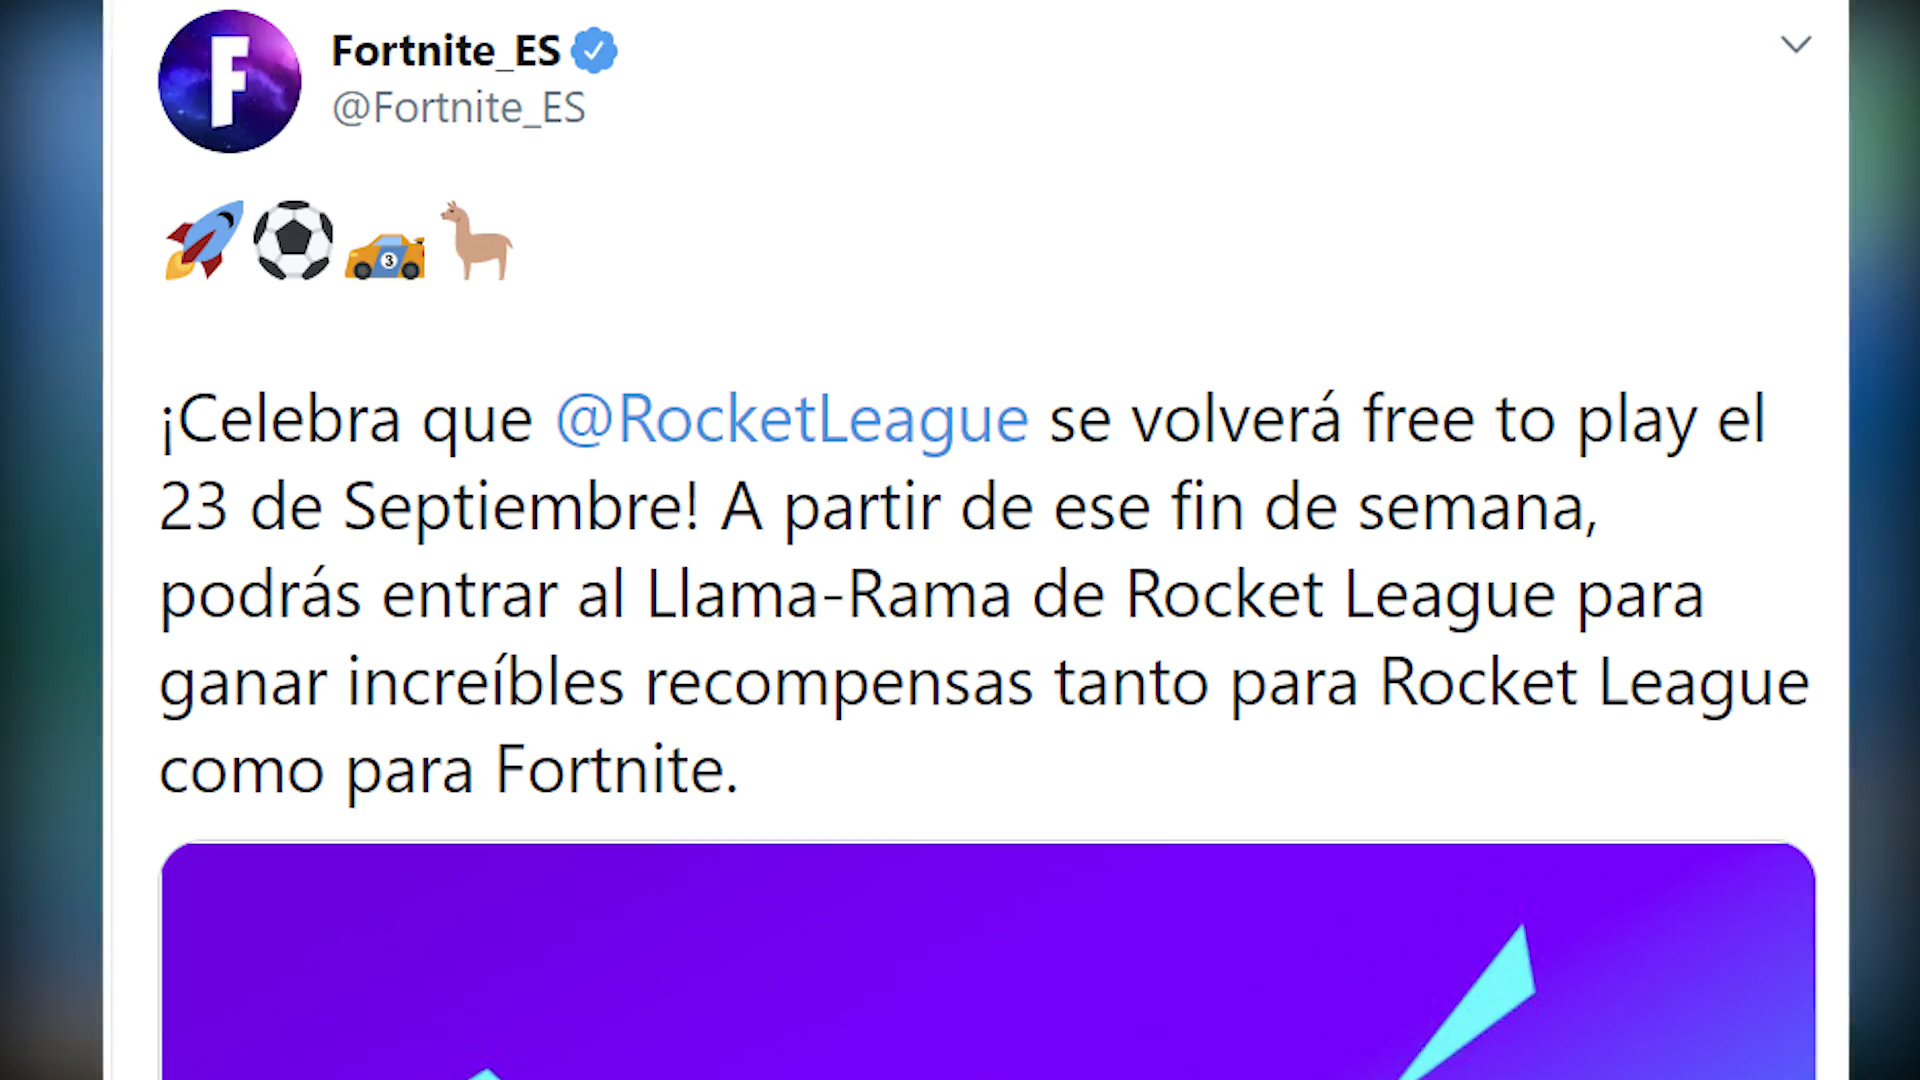 F
Fortnite_ES
@Fortnite_ES
🚀⚽🏎️🦙
3
¡Celebra que @RocketLeague se volverá free to play el
23 de Septiembre! A partir de ese fin de semana,
podrás entrar al Llama-Rama de Rocket League para
ganar increíbles recompensas tanto para Rocket League
como para Fortnite.